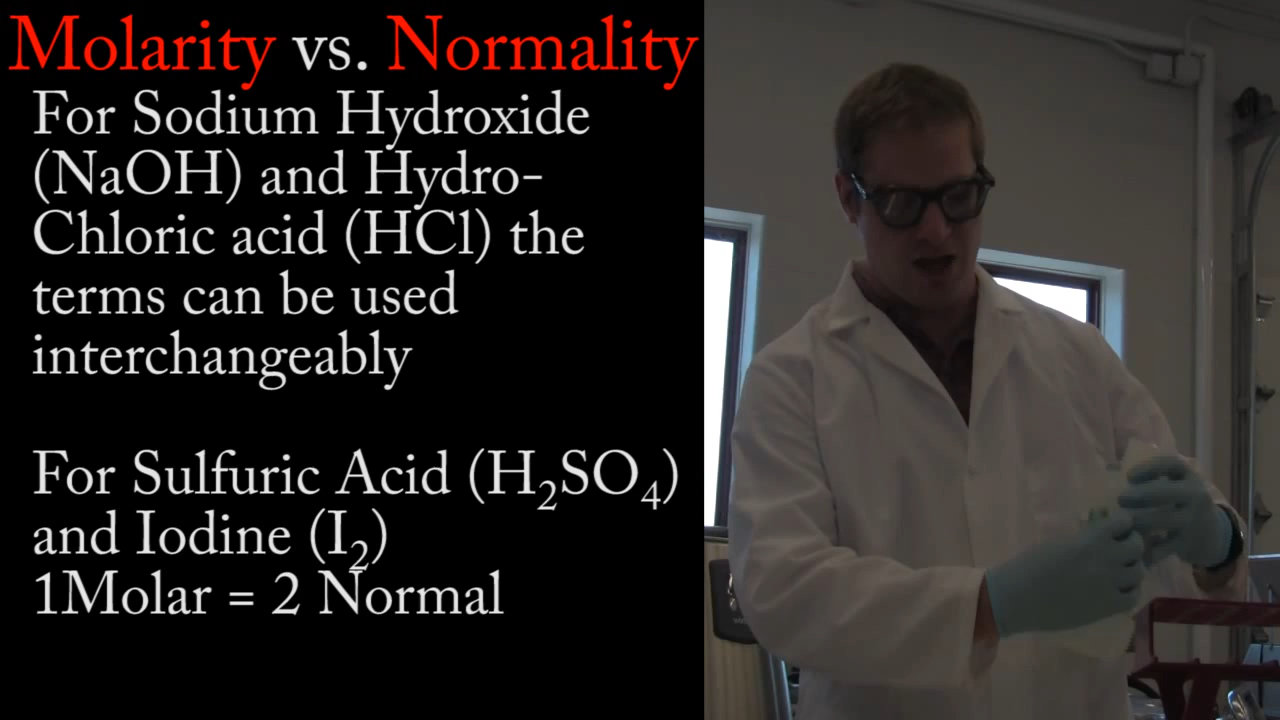 Molarity vs. Normality
For Sodium Hydroxide
(NaOH) and Hydro-
Chloric acid (HCl) the
terms can be used
interchangeably
For Sulfuric Acid (H₂SO₄)
and Iodine (I₂)
1Molar = 2 Normal